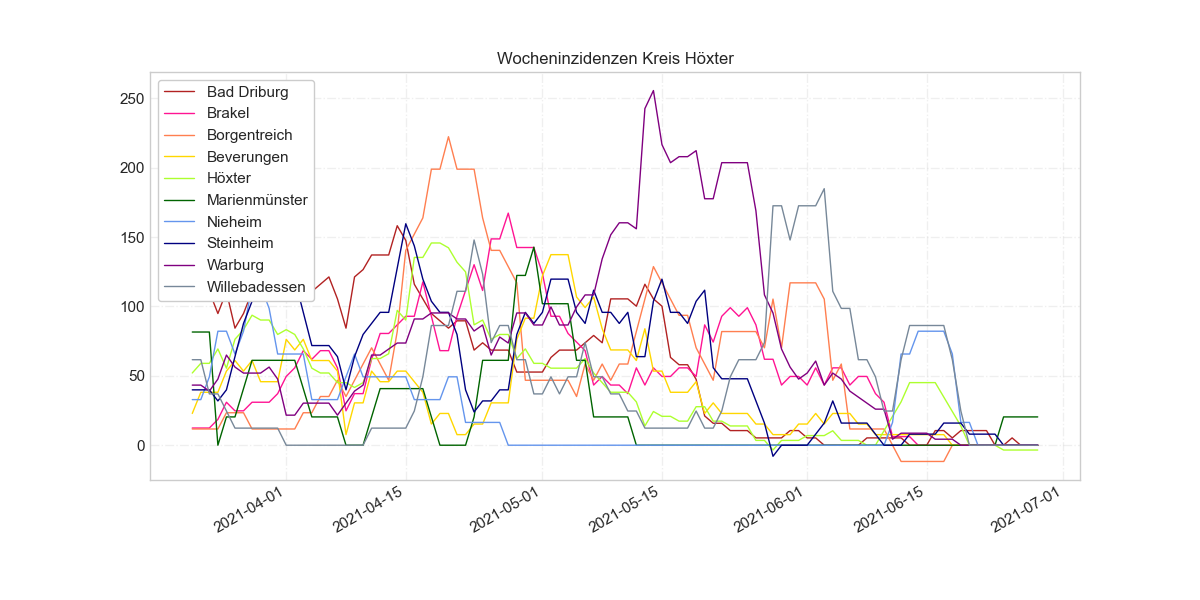 Wocheninzidenzen Kreis Höxter
Bad Driburg
Brakel
Borgentreich
Beverungen
Höxter
Marienmünster
Nieheim
Steinheim
Warburg
Willebadessen
250
200
150
100
50
0
2021-04-01
2021-04-15
2021-05-01
2021-05-15
2021-06-01
2021-06-15
2021-07-01